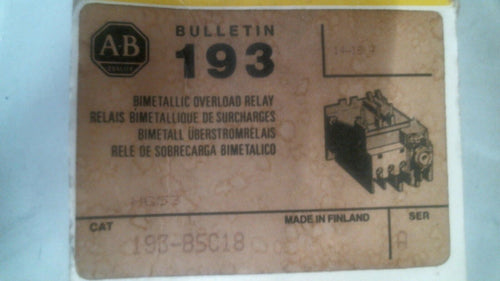 A-B
QUALITY
BULLETIN
193
BIMETALLIC OVERLOAD RELAY
RELAIS BIMETALLIQUE DE SURCHARGES
BIMETALL ÜBERSTROMRELAIS
RELE DE SOBRECARGA BIMETALICO
CAT
193-BSC18
MADE IN FINLAND
SER
A